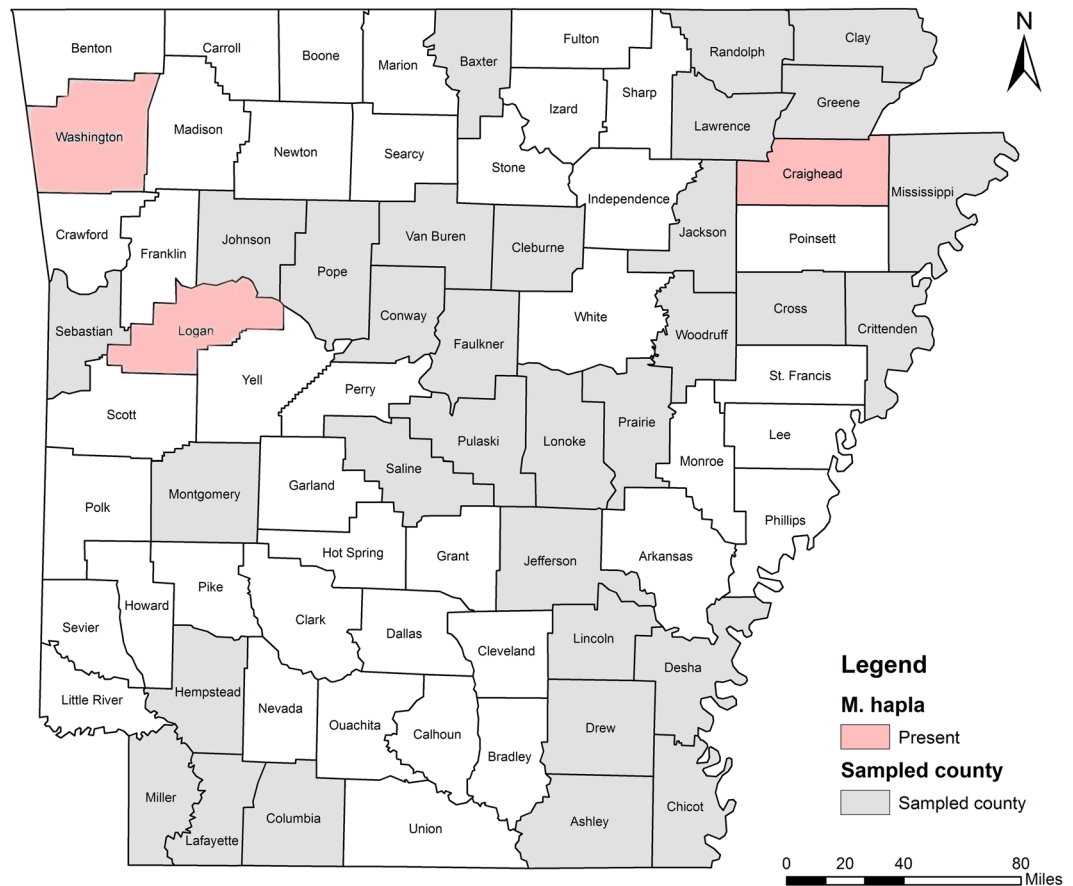 N
Benton
Carroll
Boone
Marion
Baxter
Fulton
Randolph
Clay
Washington
Madison
Newton
Searcy
Stone
Izard
Sharp
Lawrence
Greene
Craighead
Mississippi
Independence
Jackson
Poinsett
Crawford
Franklin
Johnson
Pope
Van Buren
Cleburne
Sebastian
Logan
Conway
Faulkner
White
Woodruff
Cross
Crittenden
Yell
Perry
St. Francis
Scott
Saline
Pulaski
Lonoke
Prairie
Monroe
Lee
Polk
Montgomery
Garland
Phillips
Hot Spring
Grant
Jefferson
Arkansas
Howard
Pike
Sevier
Clark
Dallas
Cleveland
Lincoln
Desha
Little River
Hempstead
Nevada
Ouachita
Calhoun
Bradley
Drew
Miller
Lafayette
Columbia
Union
Ashley
Chicot
Legend
M. hapla
Present
Sampled county
Sampled county
0 20 40 80
Miles